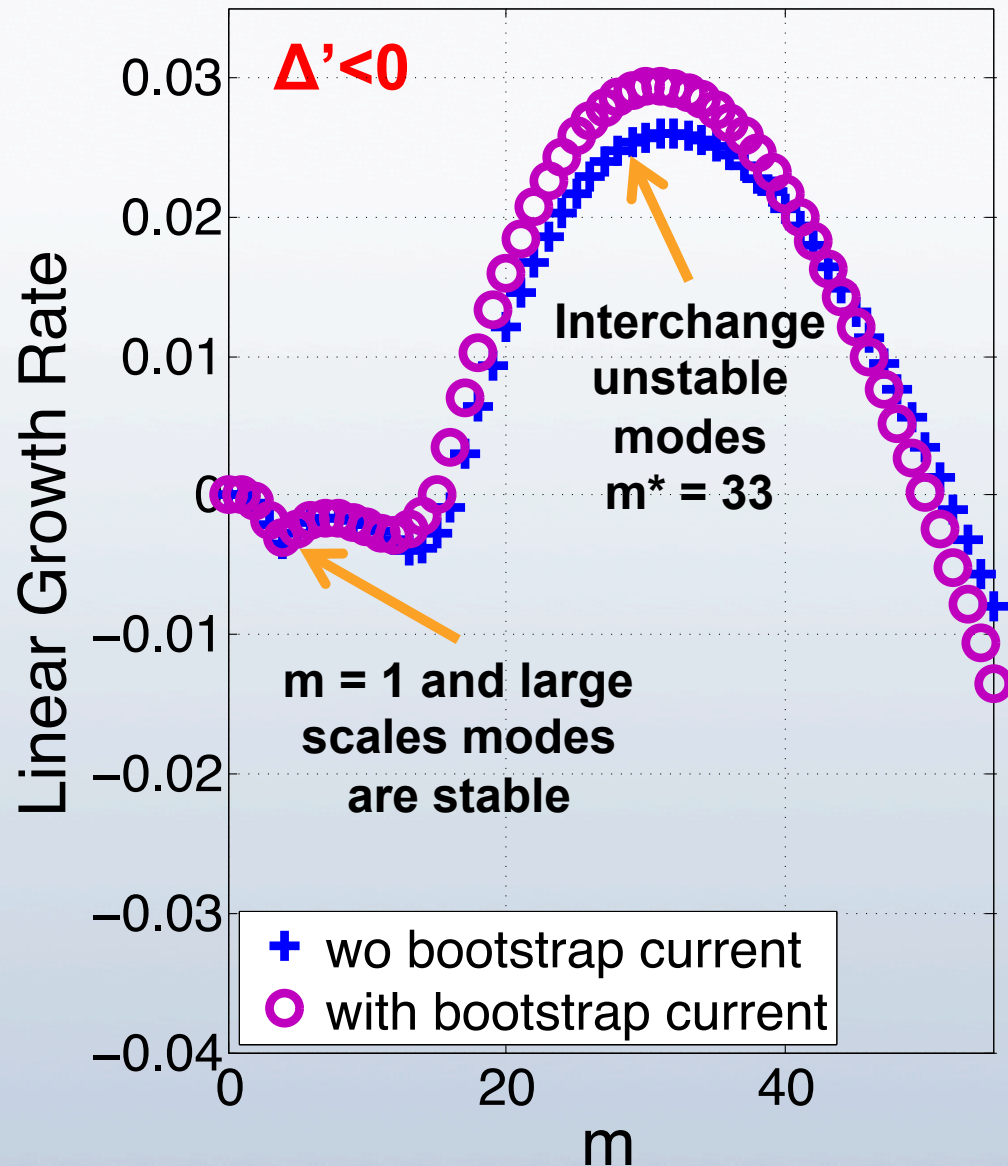 Δ’<0
Linear Growth Rate
0.03
0.02
0.01
0
−0.01
−0.02
−0.03
−0.04
Interchange
unstable
modes
m* = 33
m = 1 and large
scales modes
are stable
wo bootstrap current
with bootstrap current
0
20
40
m